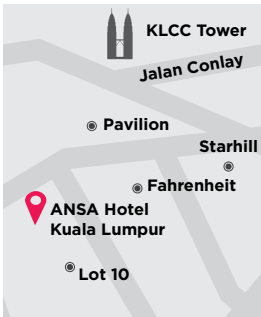 KLCC Tower
Jalan Conlay
Pavilion
Starhill
Fahrenheit
ANSA Hotel
Kuala Lumpur
Lot 10